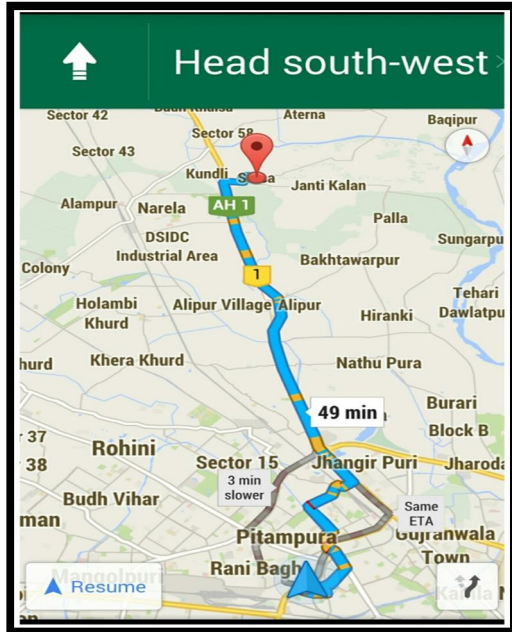 Head south-west
Budh Khalsa
Sector 42
Aterna
Baqipur
Sector 58
Sector 43
Kundli
Janti Kalan
Alampur
Narela
AH 1
Palla
DSIDC
Industrial Area
Sungarpu
Bakhtawarpur
Colony
1
Tehari
Dawlatpu
Holambi
Khurd
Alipur Village Alipur
Hiranki
hurd
Khera Khurd
Nathu Pura
49 min
Burari
Block B
37
38
Rohini
Sector 15
Jhangir Puri
Jharoda
3 min
slower
Budh Vihar
Same
ETA
man
Pitampura
Gujranwala
Town
Rani Bagh
Mangolpuri
Resume